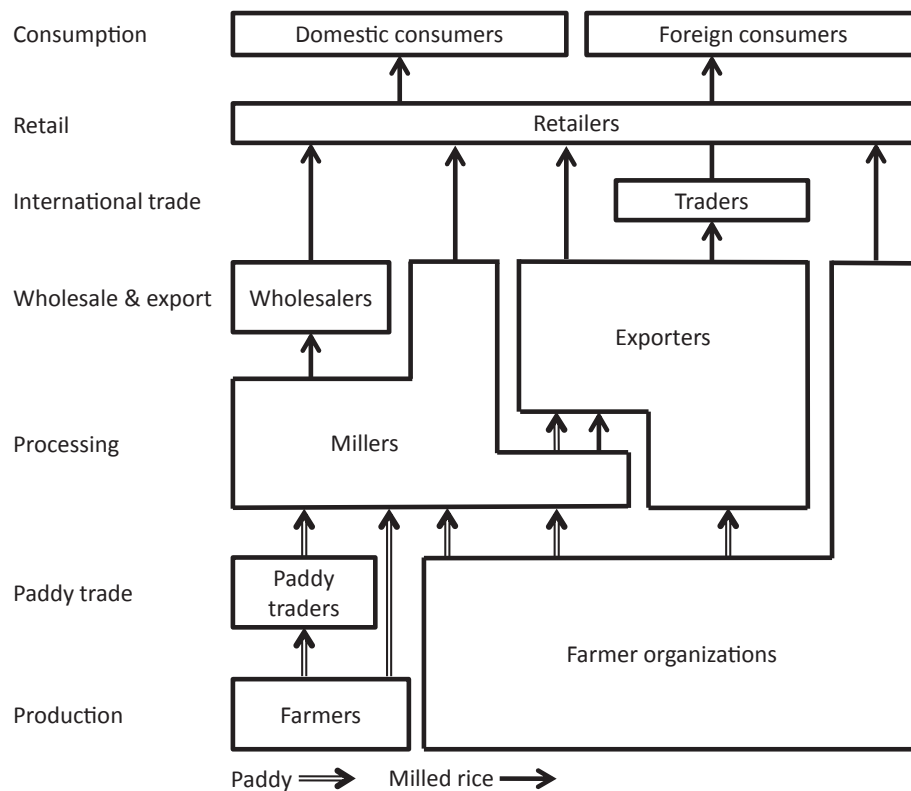 Consumption
Domestic consumers
Foreign consumers
Retail
Retailers
International trade
Traders
Wholesale & export
Wholesalers
Exporters
Processing
Millers
Paddy trade
Paddy
traders
Farmer organizations
Production
Farmers
Paddy
Milled rice